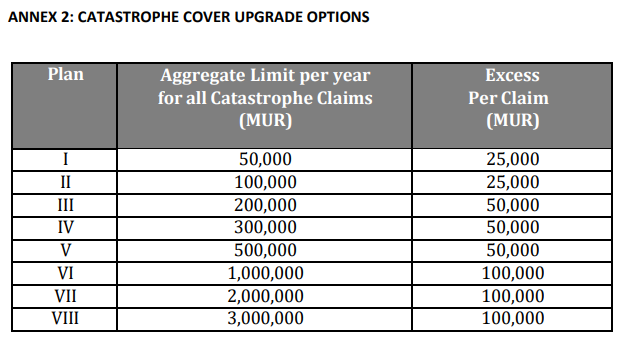 ANNEX 2: CATASTROPHE COVER UPGRADE OPTIONS
Plan Aggregate Limit per year Excess
for all Catastrophe Claims Per Claim
(MUR) (MUR)
I 50,000 25,000
II 100,000 25,000
III 200,000 50,000
IV 300,000 50,000
V 500,000 50,000
VI 1,000,000 100,000
VII 2,000,000 100,000
VIII 3,000,000 100,000